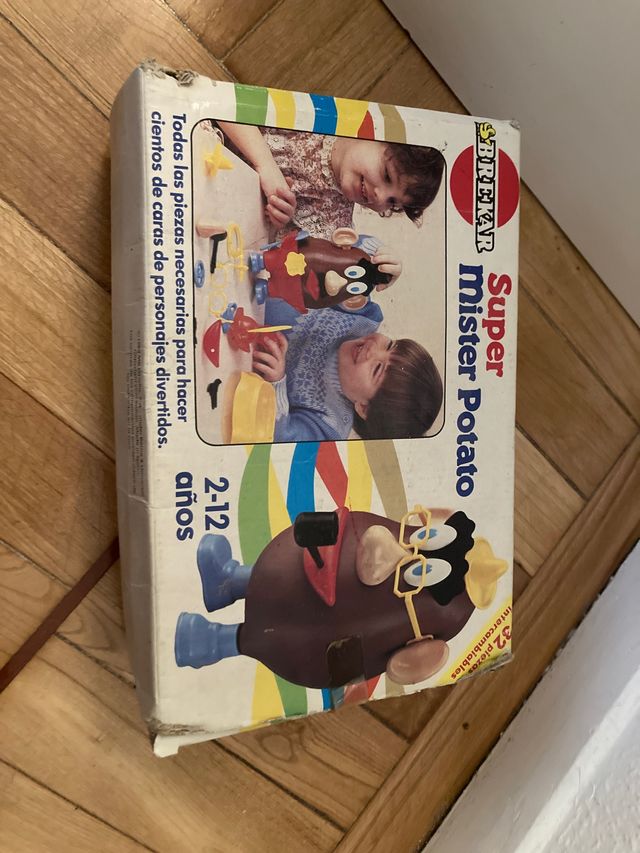 BREKAR
Super
mister Potato
2-12
años
32 piezas
intercambiables
Todas las piezas necesarias para hacer
cientos de caras de personajes divertidos.